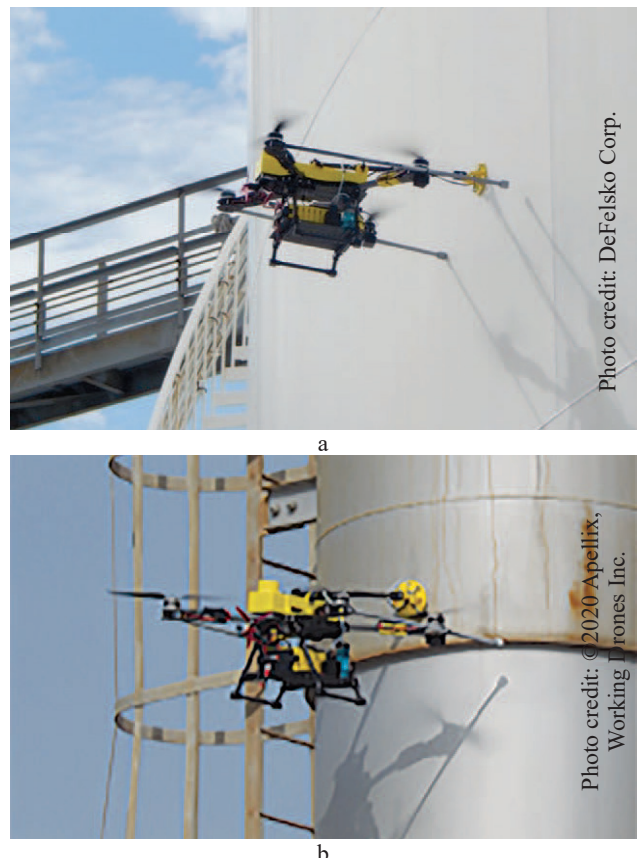 Photo credit: DeFelsko Corp.
a
Photo credit: ©2020 Apellix,
Working Drones Inc.
b